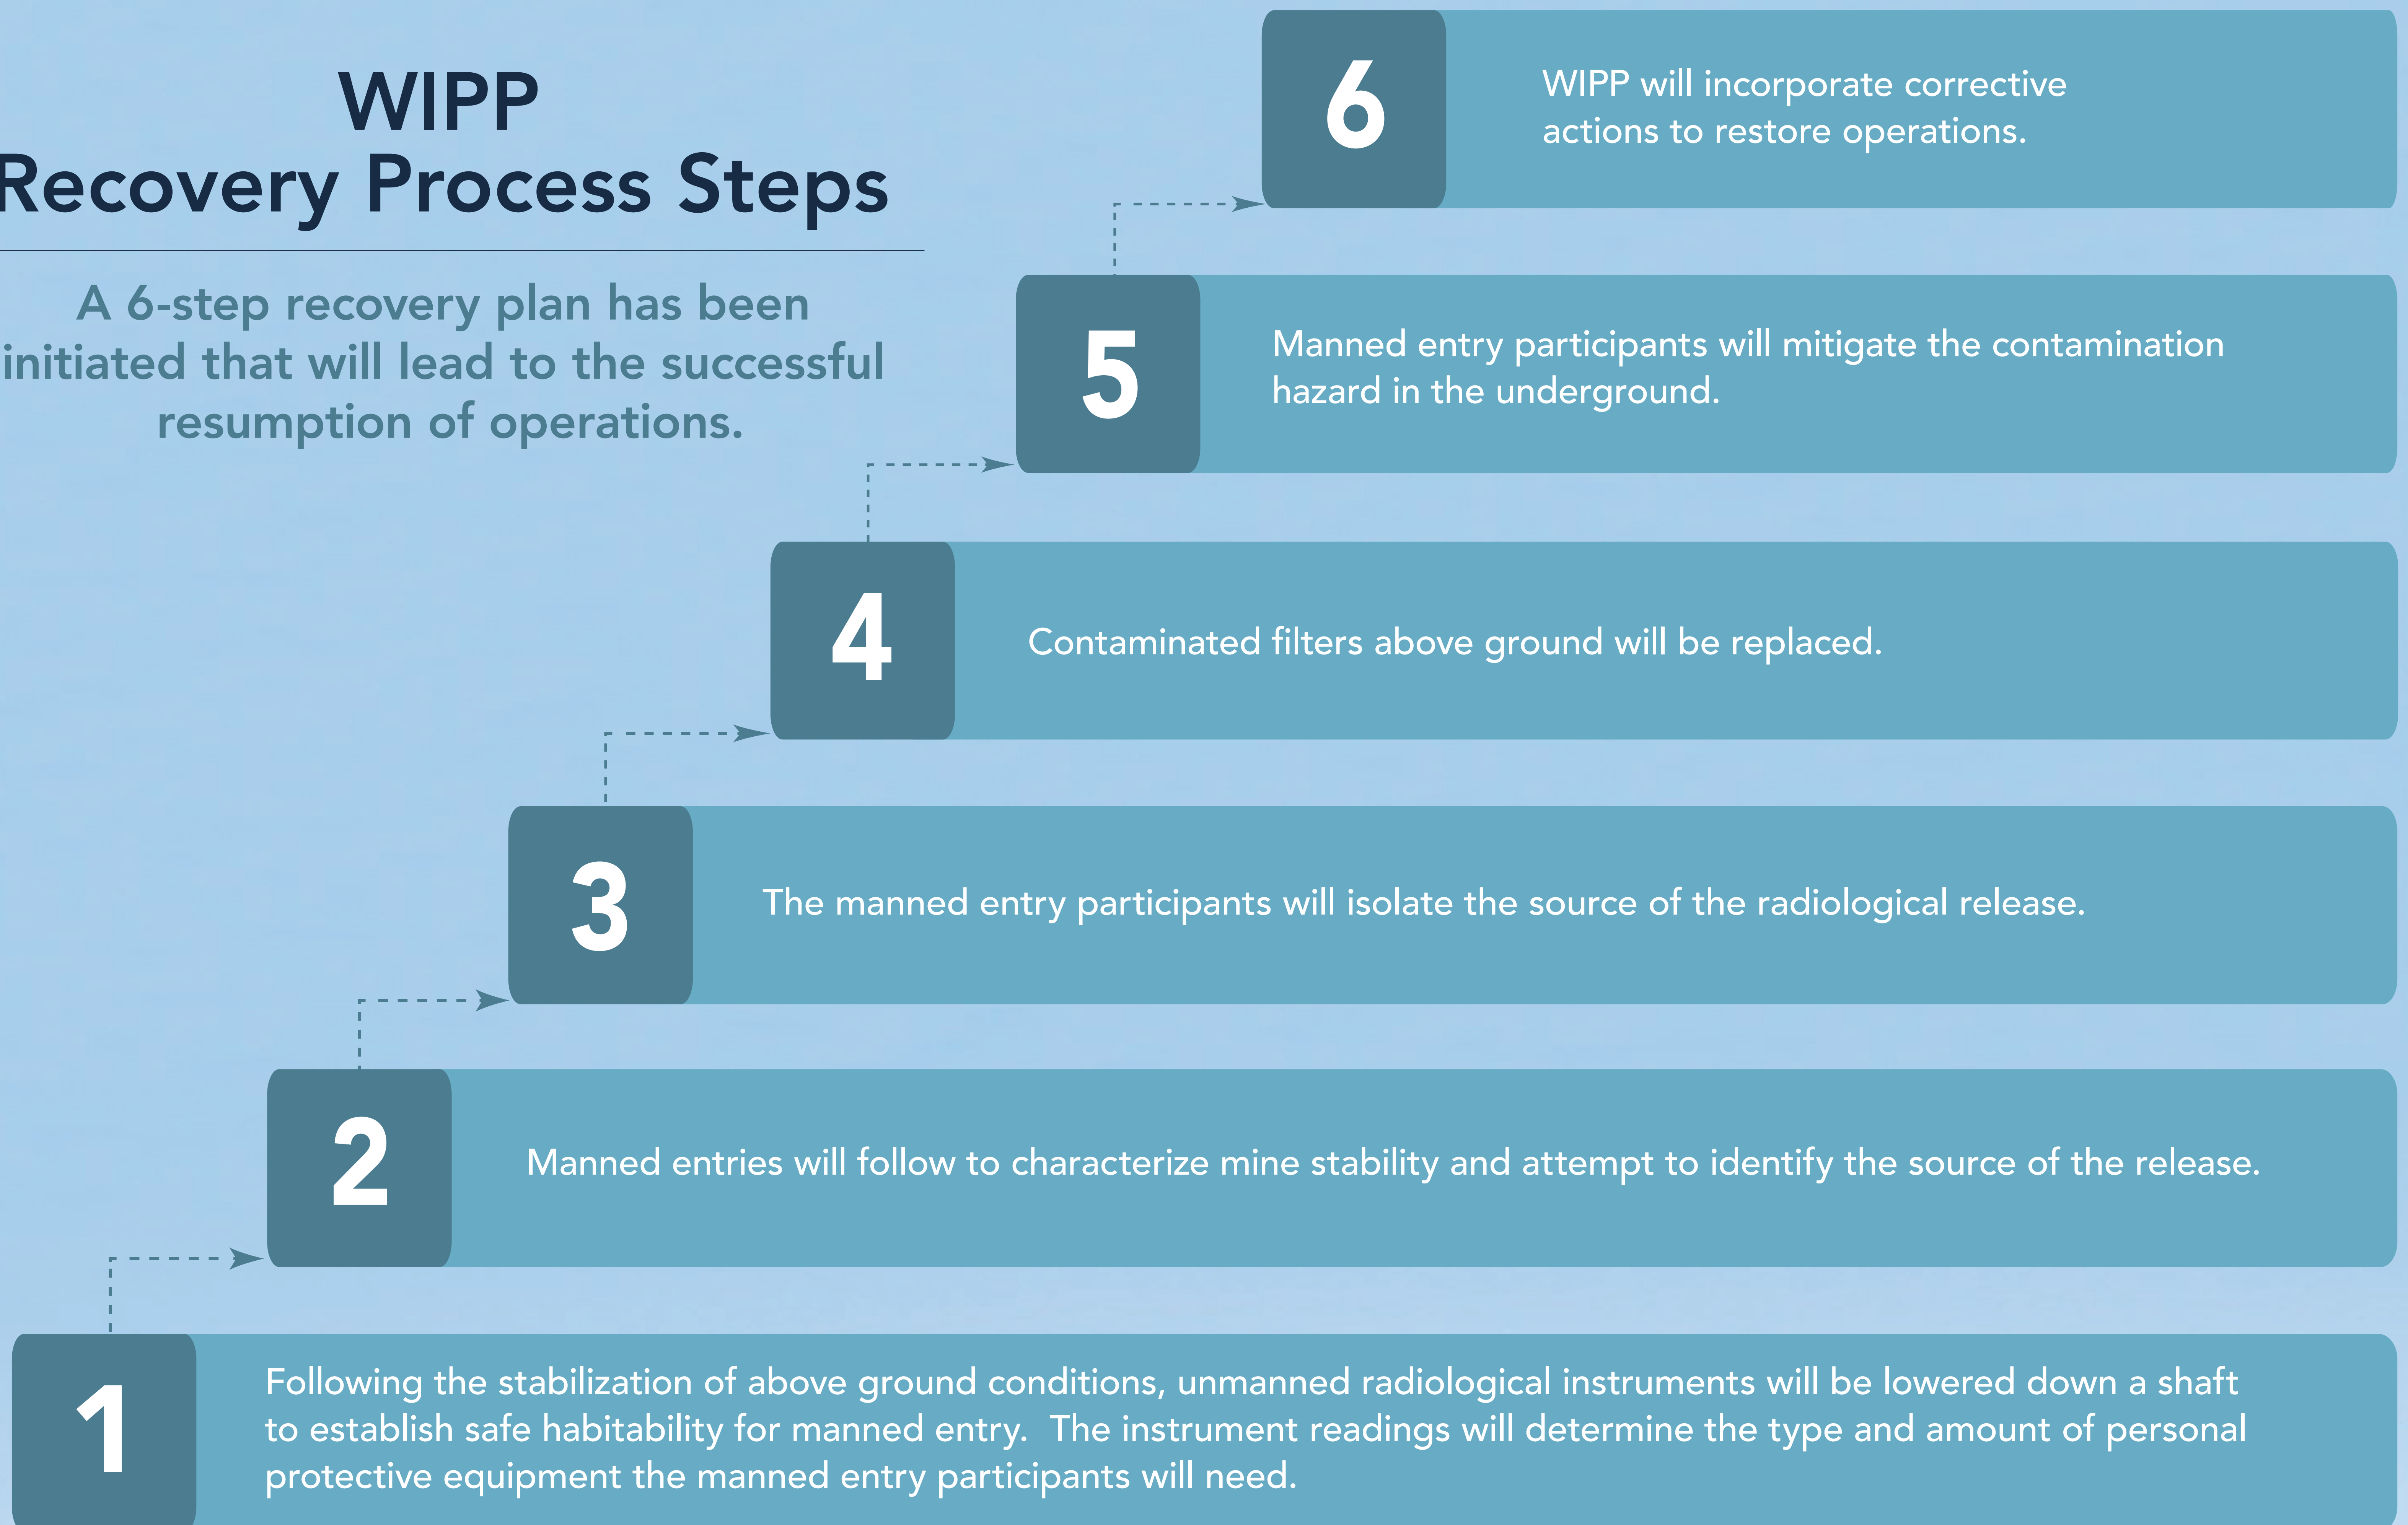 WIPP
Recovery Process Steps
A 6-step recovery plan has been
initiated that will lead to the successful
resumption of operations.
6
WIPP will incorporate corrective
actions to restore operations.
5
Manned entry participants will mitigate the contamination
hazard in the underground.
4
Contaminated filters above ground will be replaced.
3
The manned entry participants will isolate the source of the radiological release.
2
Manned entries will follow to characterize mine stability and attempt to identify the source of the release.
1
Following the stabilization of above ground conditions, unmanned radiological instruments will be lowered down a shaft
to establish safe habitability for manned entry.  The instrument readings will determine the type and amount of personal
protective equipment the manned entry participants will need.